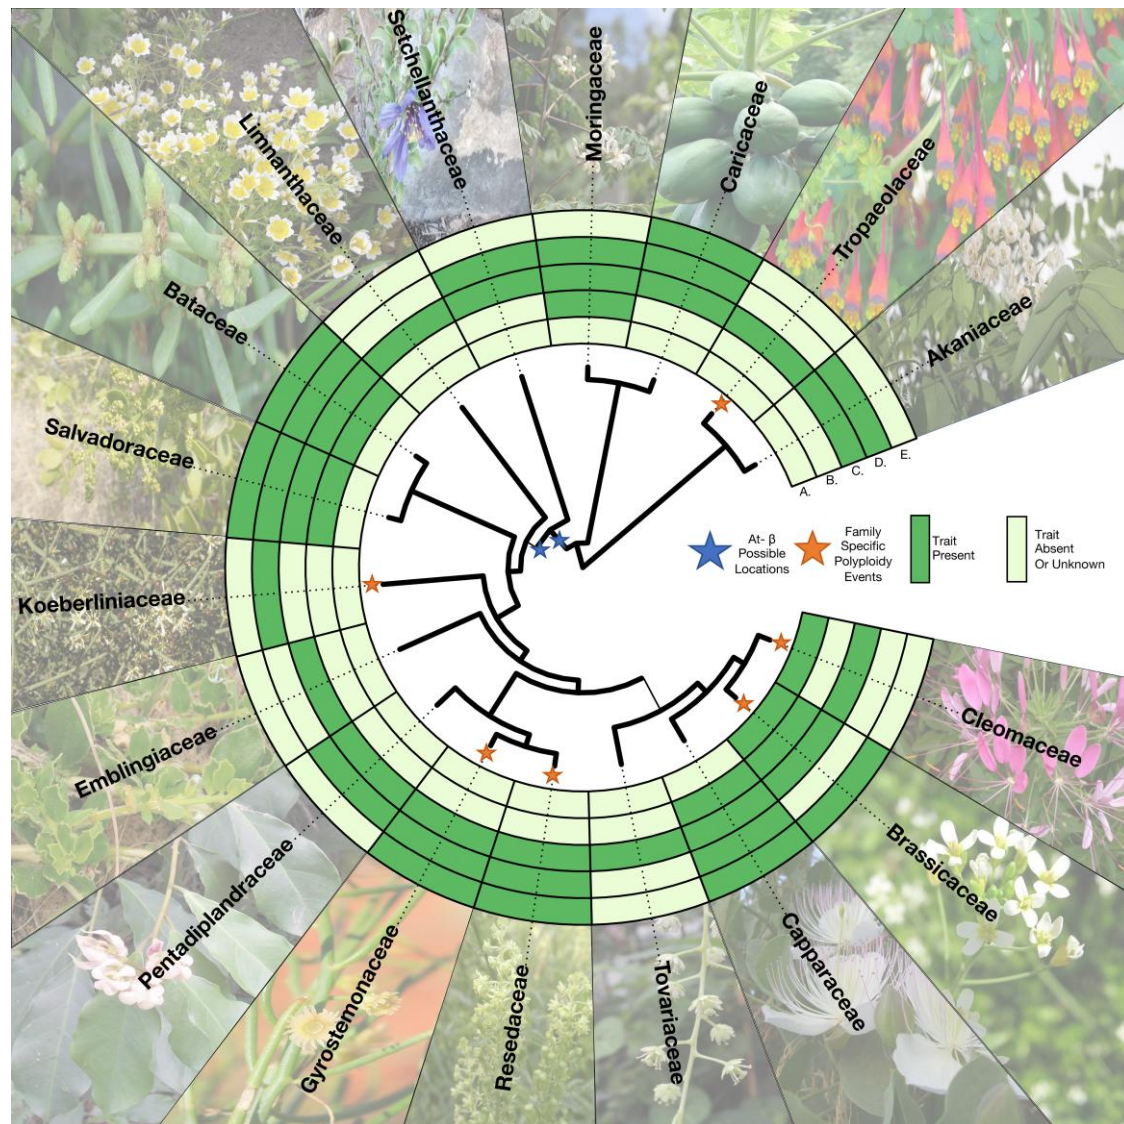 Setchellanthaceae
Moringaceae
Caricaceae
Tropaeolaceae
Akaniaceae
Limnanthaceae
Bataceae
Salvadoraceae
Koeberliniaceae
Emblingiaceae
Pentadiplandraceae
Gyrostemonaceae
Resedaceae
Tovariaceae
Capparaceae
Brassicaceae
Cleomaceae
A.
B.
C.
D.
E.
At- β
Possible
Locations
Family
Specific
Polyploidy
Events
Trait
Present
Trait
Absent
Or Unknown